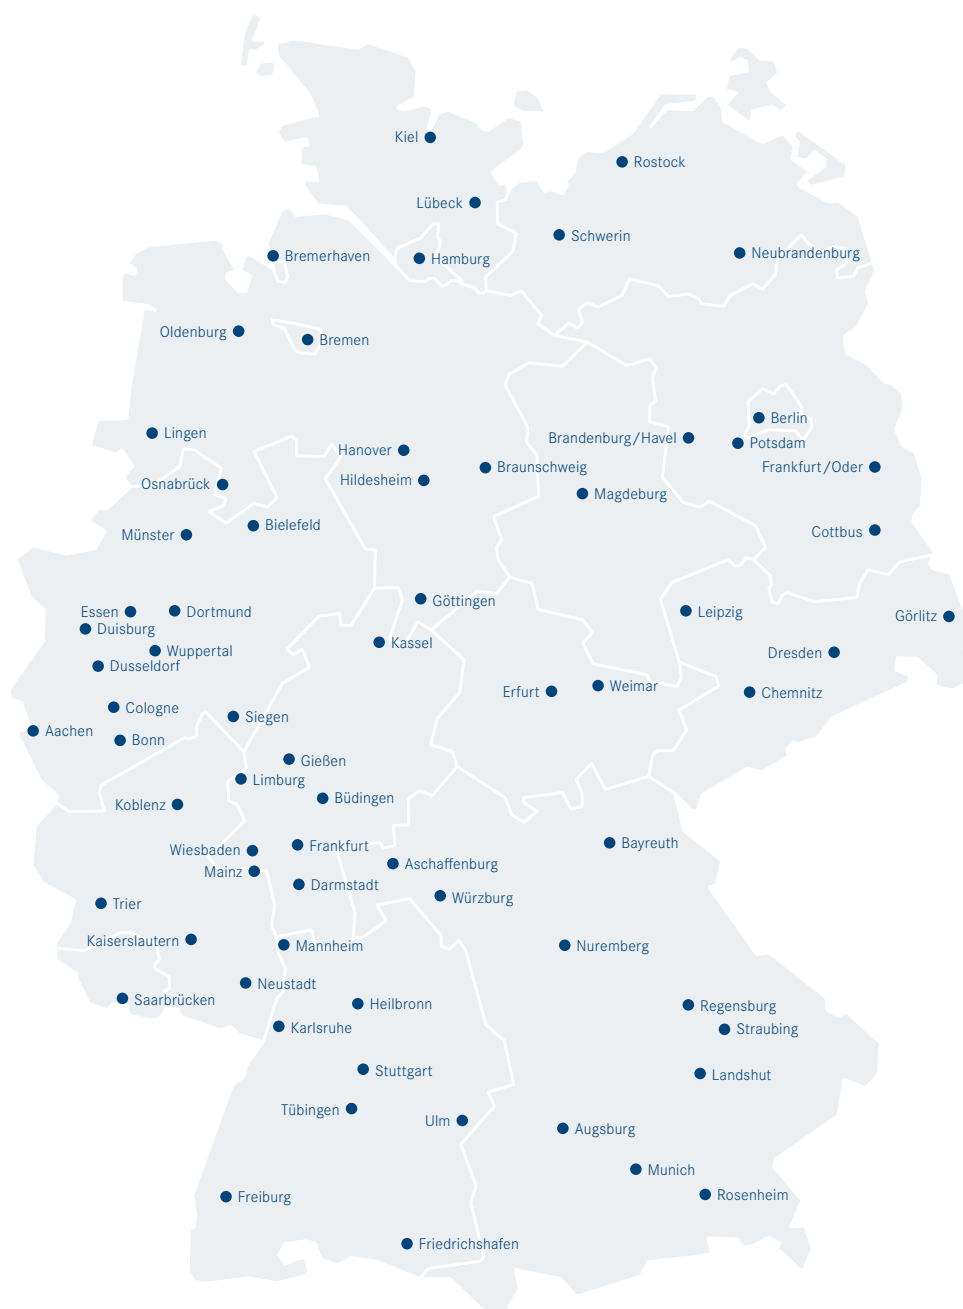 Kiel
Rostock
Lübeck
Schwerin
Neubrandenburg
Bremerhaven
Hamburg
Oldenburg
Bremen
Berlin
Lingen
Brandenburg/Havel
Potsdam
Hanover
Braunschweig
Frankfurt/Oder
Hildesheim
Osnabrück
Magdeburg
Bielefeld
Cottbus
Münster
Göttingen
Essen
Dortmund
Leipzig
Görlitz
Duisburg
Kassel
Wuppertal
Dresden
Dusseldorf
Weimar
Erfurt
Chemnitz
Cologne
Siegen
Aachen
Bonn
Gießen
Limburg
Büdingen
Koblenz
Bayreuth
Frankfurt
Wiesbaden
Aschaffenburg
Mainz
Darmstadt
Würzburg
Trier
Kaiserslautern
Mannheim
Nuremberg
Neustadt
Saarbrücken
Heilbronn
Regensburg
Karlsruhe
Straubing
Stuttgart
Landshut
Tübingen
Ulm
Augsburg
Munich
Rosenheim
Freiburg
Friedrichshafen